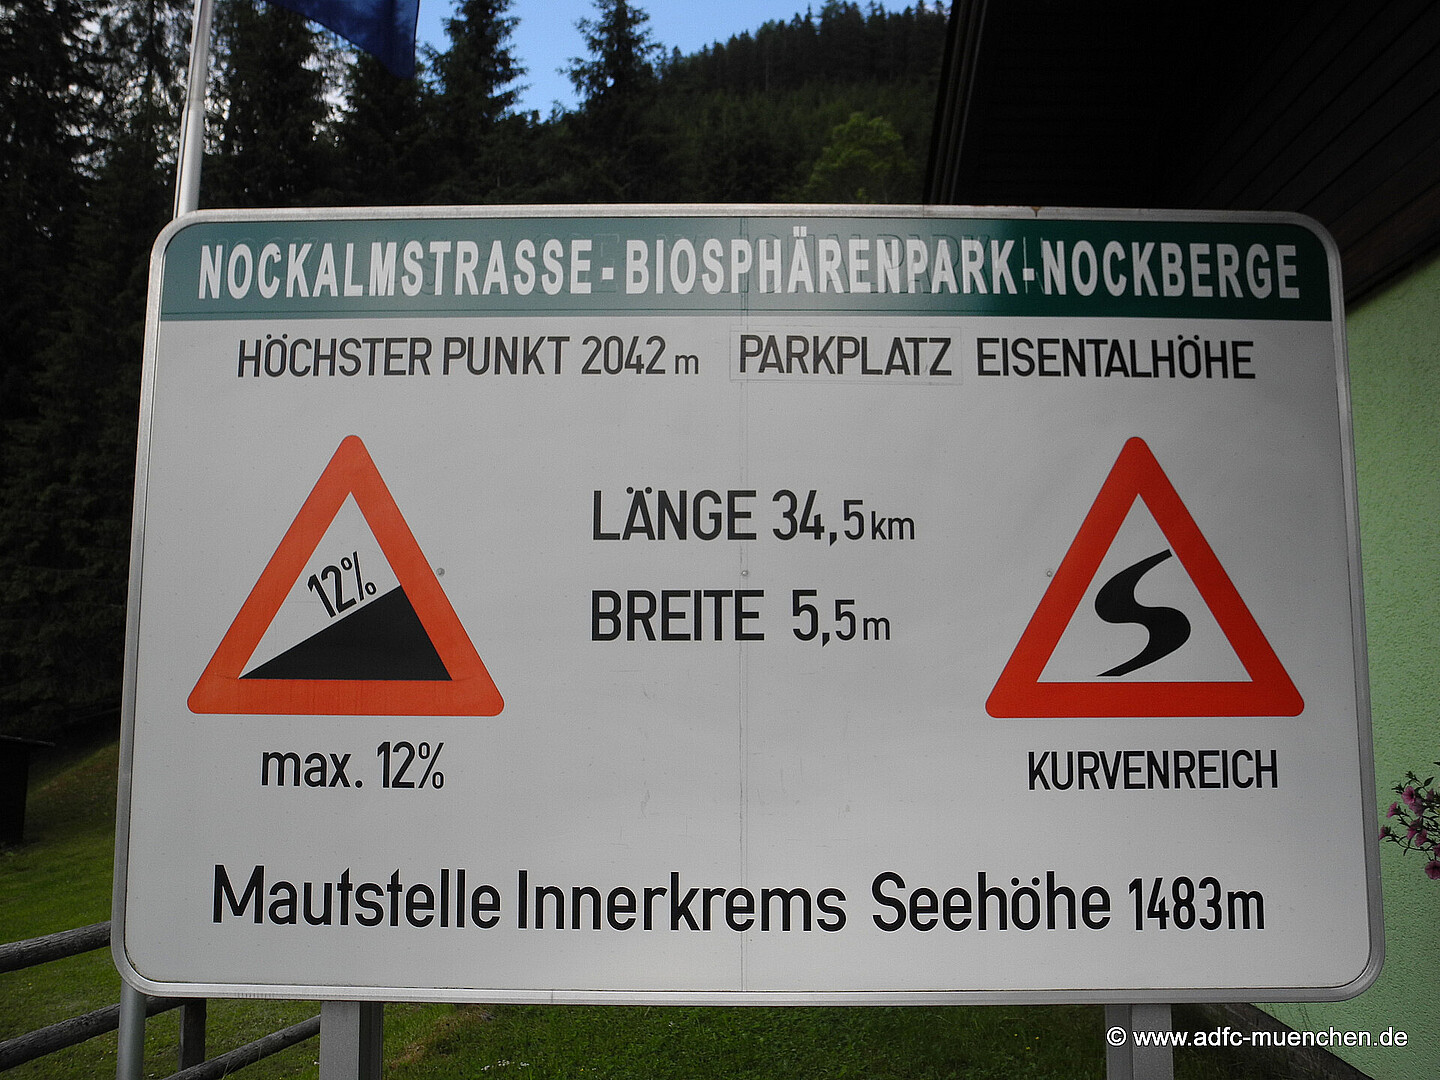 NOCKALMSTRASSE-BIOSPHÄRENPARK-NOCKBERGE
HÖCHSTER PUNKT 2042 m PARKPLATZ EISENTALHÖHE
12%
LÄNGE 34,5 km
BREITE 5,5 m
max. 12%
KURVENREICH
Mautstelle Innerkrems Seehöhe 1483m
© www.adfc-muenchen.de